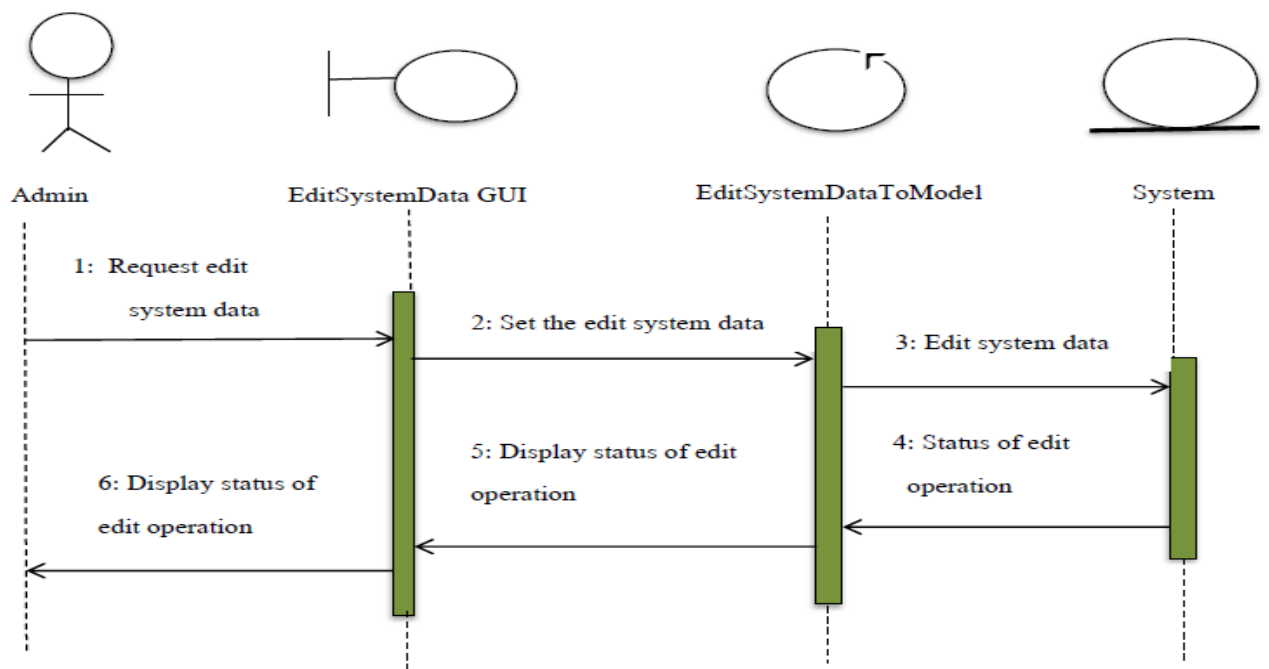 Admin
EditSystemData GUI
EditSystemDataToModel
System
1: Request edit
system data
2: Set the edit system data
3: Edit system data
4: Status of edit
operation
5: Display status of edit
operation
6: Display status of
edit operation